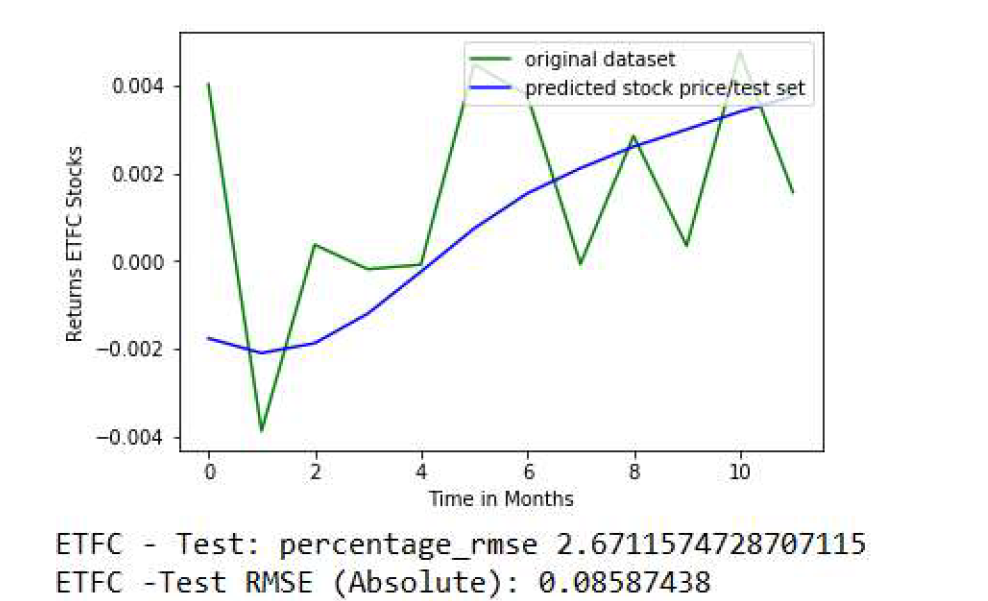 original dataset
predicted stock price/test set
0.004
0.002
0.000
−0.002
−0.004
Returns ETFC Stocks
0 2 4 6 8 10
Time in Months
ETFC - Test: percentage_rmse 2.6711574728707115
ETFC -Test RMSE (Absolute): 0.08587438